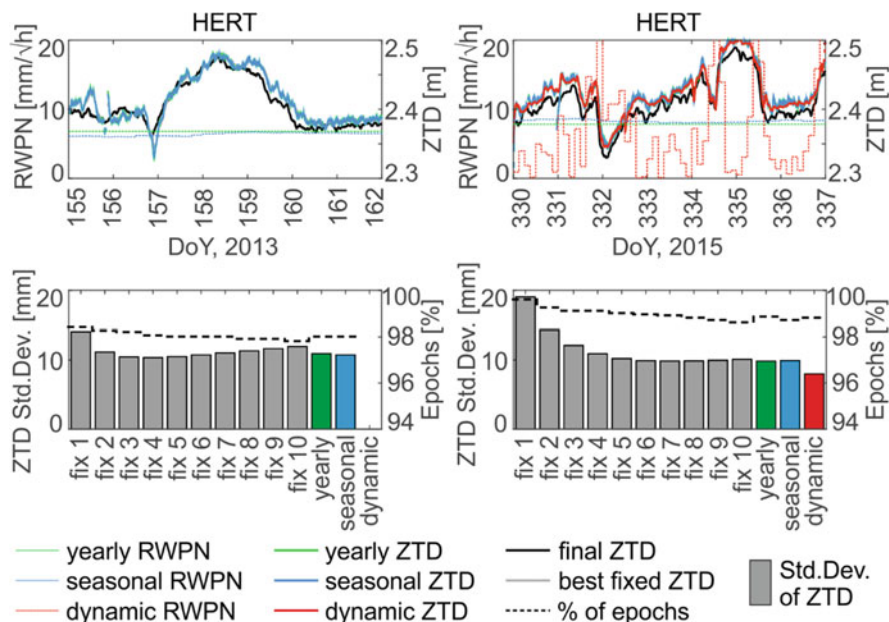 HERT
RWPN [mm/√h]
20
10
0
155
156
157
158
159
160
161
162
DoY, 2013
2.5
2.4
2.3
ZTD [m]
HERT
RWPN [mm/√h]
20
10
0
330
331
332
333
334
335
336
337
DoY, 2015
2.5
2.4
2.3
ZTD [m]
ZTD Std.Dev. [mm]
20
10
0
fix 1
fix 2
fix 3
fix 4
fix 5
fix 6
fix 7
fix 8
fix 9
fix 10
yearly
seasonal
dynamic
100
98
96
94
Epochs [%]
ZTD Std.Dev. [mm]
20
10
0
fix 1
fix 2
fix 3
fix 4
fix 5
fix 6
fix 7
fix 8
fix 9
fix 10
yearly
seasonal
dynamic
100
98
96
94
Epochs [%]
yearly RWPN
seasonal RWPN
dynamic RWPN
yearly ZTD
seasonal ZTD
dynamic ZTD
final ZTD
best fixed ZTD
% of epochs
Std.Dev.
of ZTD